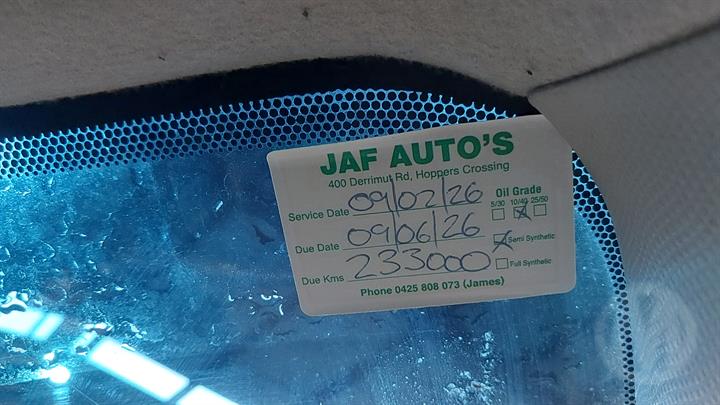 JAF AUTO'S
400 Derrimut Rd, Hoppers Crossing
Service Date 09/02/26
Oil Grade
5/30 10/40 25/50
Due Date 09/06/26
Semi Synthetic
Due Kms 233000
Full Synthetic
Phone 0425 808 073 (James)